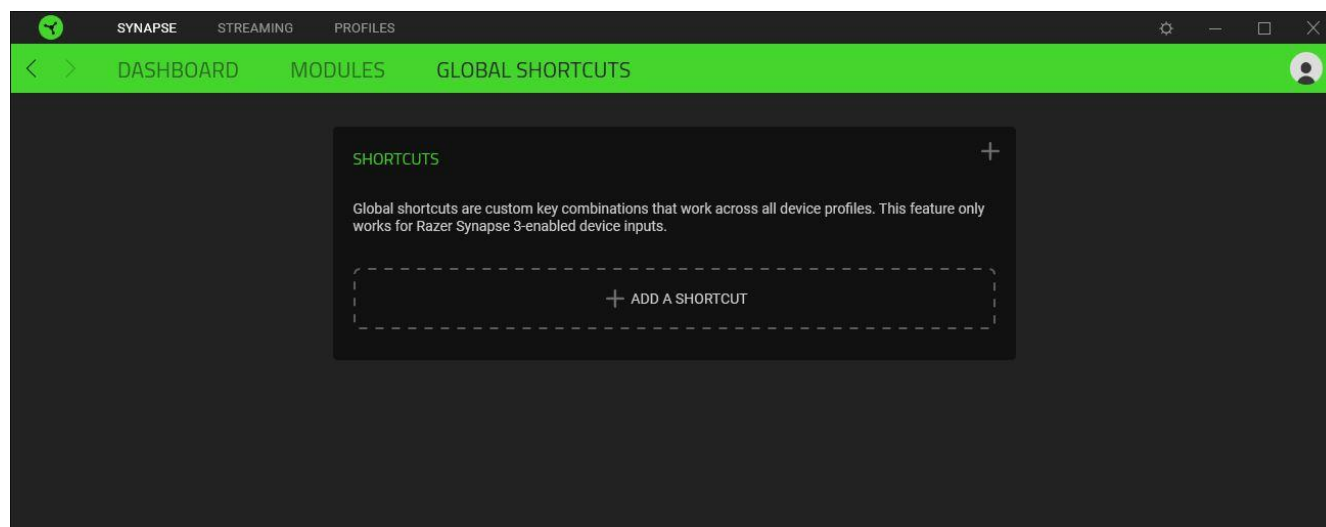 SYNAPSE STREAMING PROFILES
DASHBOARD MODULES GLOBAL SHORTCUTS
SHORTCUTS
Global shortcuts are custom key combinations that work across all device profiles. This feature only
works for Razer Synapse 3-enabled device inputs.
ADD A SHORTCUT